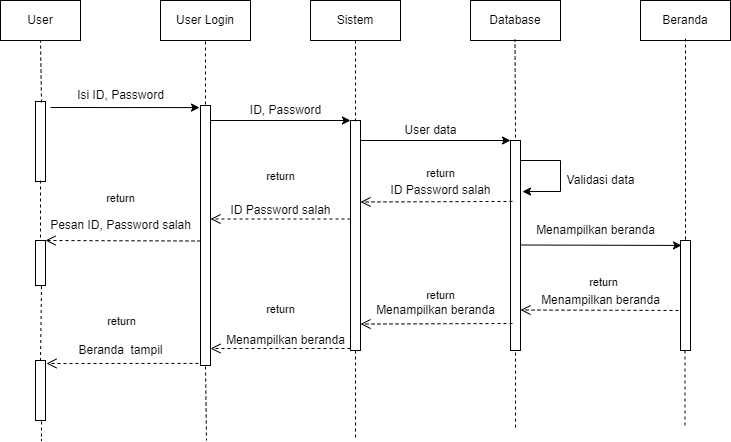 User
User Login
Sistem
Database
Beranda
Isi ID, Password
ID, Password
User data
return
ID Password salah
Validasi data
return
ID Password salah
return
Pesan ID, Password salah
Menampilkan beranda
return
Menampilkan beranda
return
Menampilkan beranda
return
Menampilkan beranda
return
Beranda  tampil